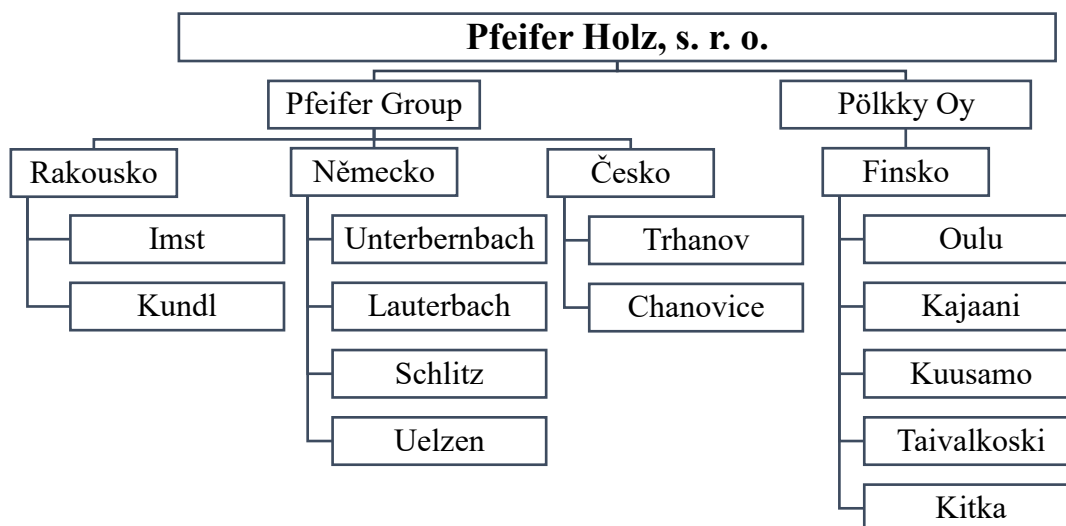 Pfeifer Holz, s. r. o.
Pfeifer Group
Pölkky Oy
Rakousko
Německo
Česko
Finsko
Imst
Unterbernbach
Trhanov
Oulu
Kundl
Lauterbach
Chanovice
Kajaani
Schlitz
Kuusamo
Uelzen
Taivalkoski
Kitka